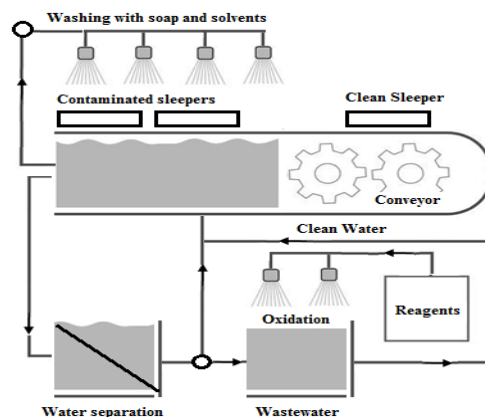 Washing with soap and solvents
Contaminated sleepers
Clean Sleeper
Conveyor
Clean Water
Oxidation
Reagents
Water separation
Wastewater